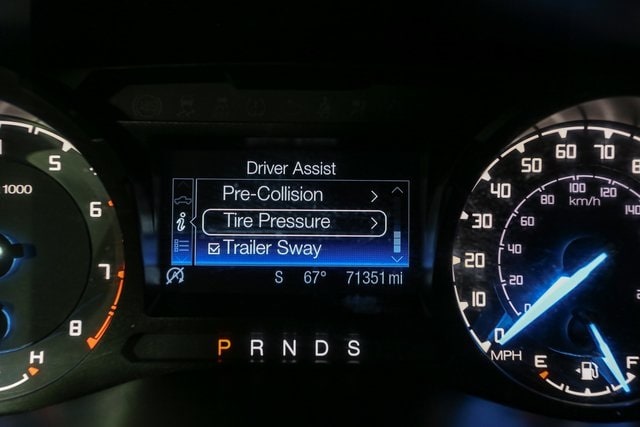 Driver Assist
Pre-Collision
Tire Pressure
Trailer Sway
S 67° 71351 mi
P R N D S
1000
5
6
7
8
H
0
10
20
30
40
50
60
70
MPH
0
20
40
60
80
100
120
140
km/h
E F